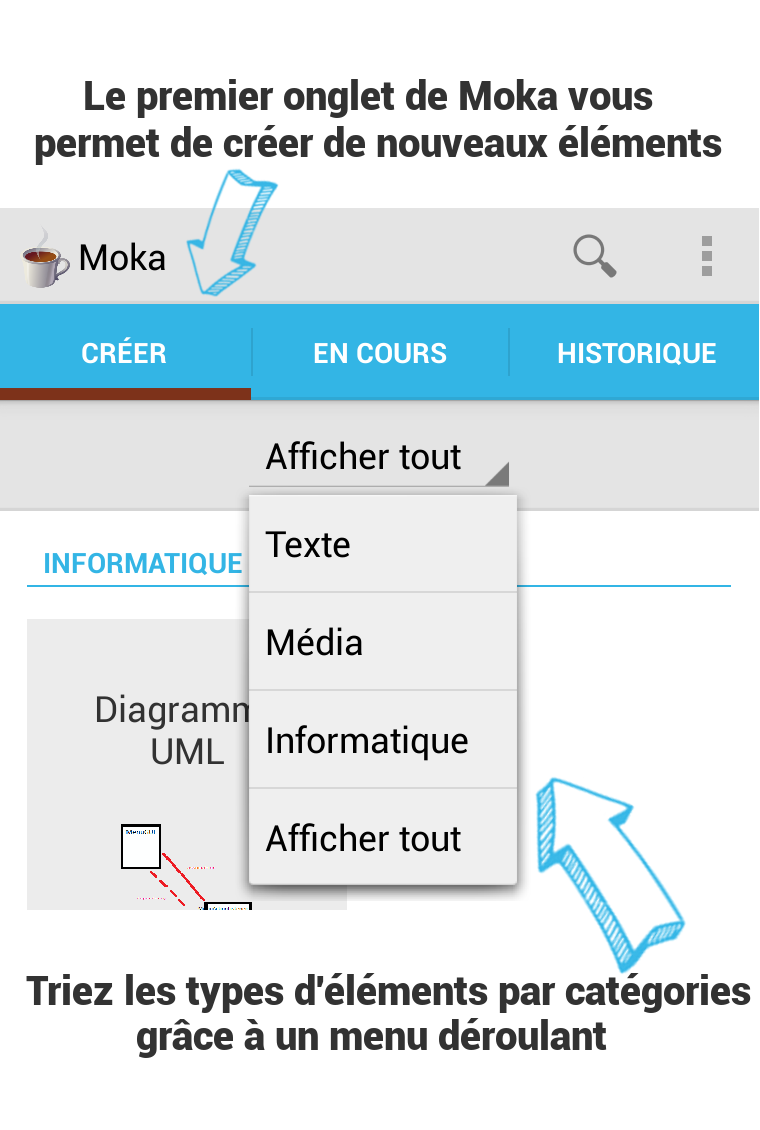 Le premier onglet de Moka vous
permet de créer de nouveaux éléments
Moka
CRÉER
EN COURS
HISTORIQUE
Afficher tout
Texte
Média
Informatique
Afficher tout
INFORMATIQUE
Diagramm
UML
MenuGUI
Triez les types d'éléments par catégories
grâce à un menu déroulant